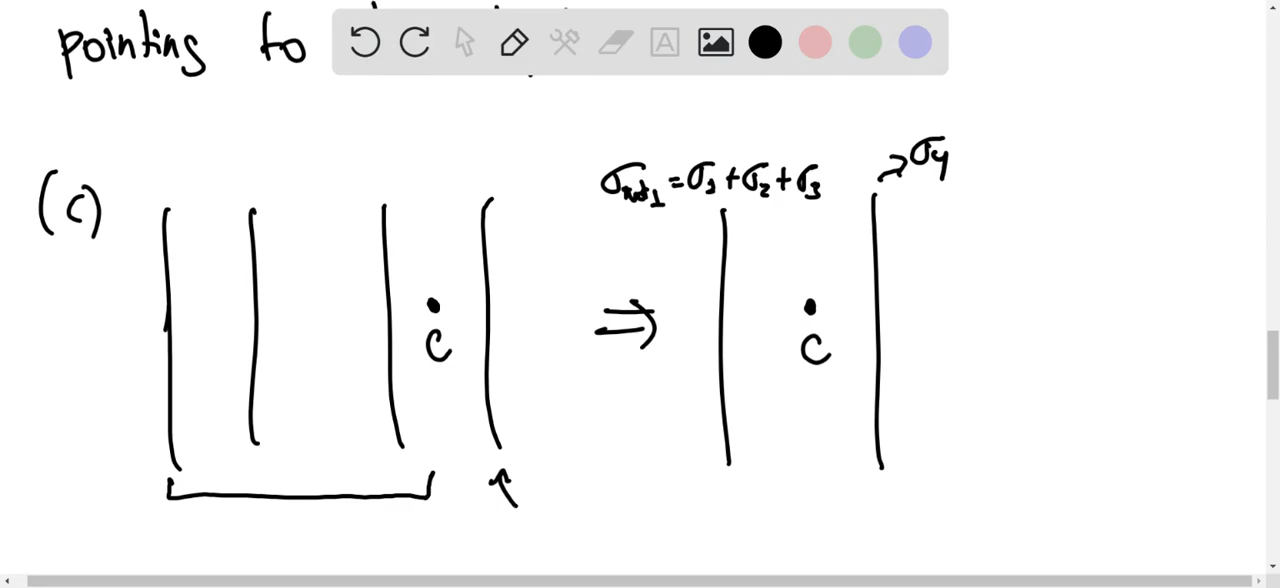 pointing to
σnet1 = σ1 + σ2 + σ3
σ4
(c)
C
C
A